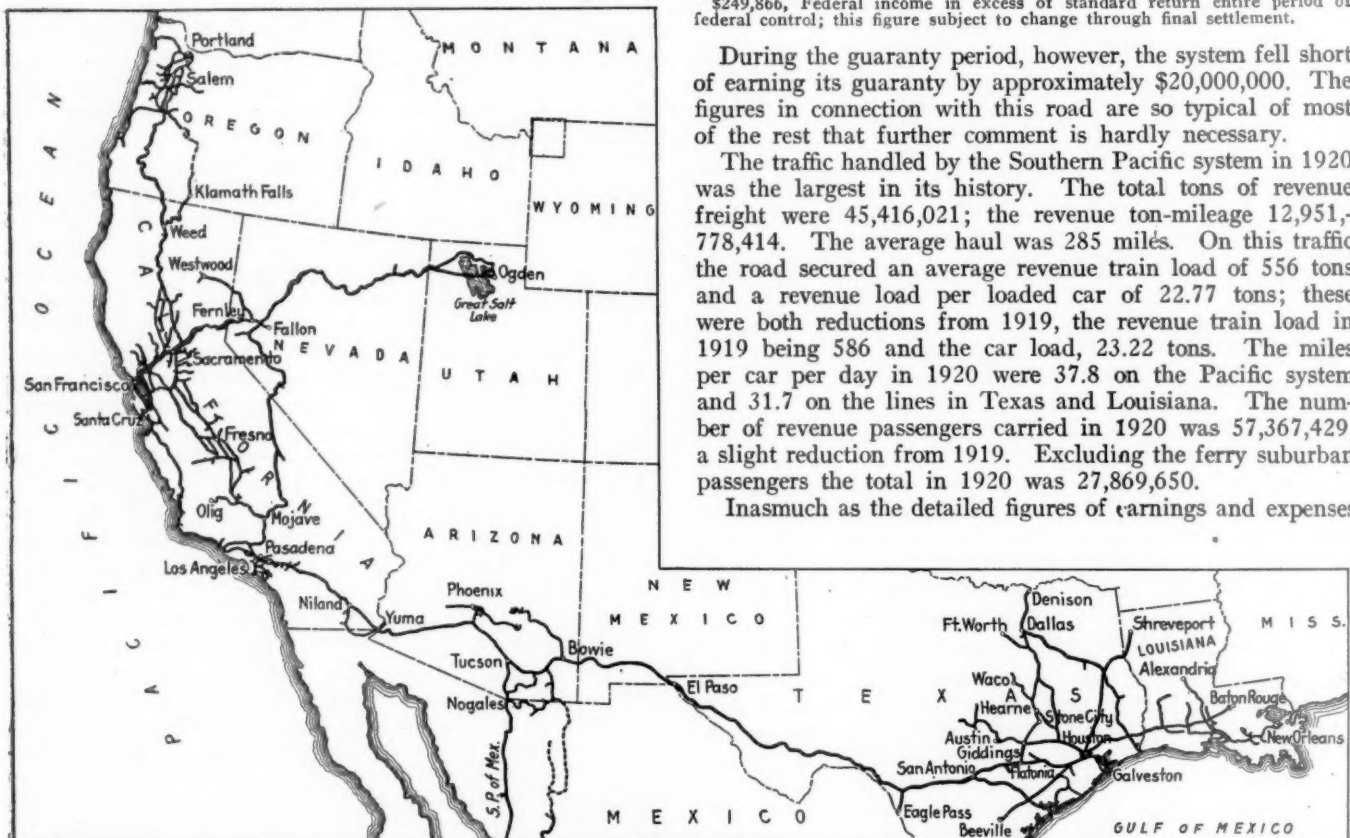 $249,866, Federal income in excess of standard return entire period of
federal control; this figure subject to change through final settlement.
During the guaranty period, however, the system fell short
of earning its guaranty by approximately $20,000,000. The
figures in connection with this road are so typical of most
of the rest that further comment is hardly necessary.
The traffic handled by the Southern Pacific system in 1920
was the largest in its history. The total tons of revenue
freight were 45,416,021; the revenue ton-mileage 12,951,-
778,414. The average haul was 285 miles. On this traffic
the road secured an average revenue train load of 556 tons
and a revenue load per loaded car of 22.77 tons; these
were both reductions from 1919, the revenue train load in
1919 being 586 and the car load, 23.22 tons. The miles
per car per day in 1920 were 37.8 on the Pacific system
and 31.7 on the lines in Texas and Louisiana. The num-
ber of revenue passengers carried in 1920 was 57,367,429
a slight reduction from 1919. Excluding the ferry suburban
passengers the total in 1920 was 27,869,650.
Inasmuch as the detailed figures of earnings and expenses
PACIFIC OCEAN
Portland
MONTANA
Salem
OREGON
IDAHO
Klamath Falls
WYOMING
Weed
Westwood
Ogden
Great Salt
Lake
Fernley
Fallon
NEVADA
Sacramento
UTAH
San Francisco
Santa Cruz
CALIFORNIA
Fresno
Olig
Mojave
Pasadena
Los Angeles
ARIZONA
NEW
MEXICO
Phoenix
Niland
Yuma
Tucson
Bowie
Nogales
El Paso
S.P. of Mex.
MEXICO
TEXAS
Denison
Ft. Worth
Dallas
Shreveport
MISS.
LOUISIANA
Alexandria
Waco
Hearne
Stone City
Baton Rouge
Austin
Houston
New Orleans
Giddings
San Antonio
Flatonia
Galveston
Eagle Pass
Beeville
GULF OF MEXICO